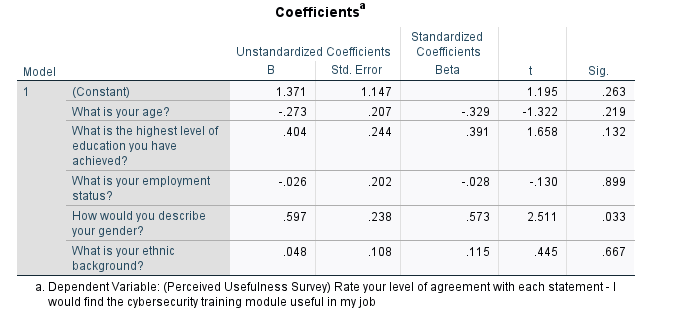 Coefficientsᵃ
Unstandardized Coefficients Standardized Coefficients
Model B Std. Error Beta t Sig.
1 (Constant) 1.371 1.147 1.195 .263
What is your age? -.273 .207 -.329 -1.322 .219
What is the highest level of .404 .244 .391 1.658 .132
education you have
achieved?
What is your employment -.026 .202 -.028 -.130 .899
status?
How would you describe .597 .238 .573 2.511 .033
your gender?
What is your ethnic .048 .108 .115 .445 .667
background?
a. Dependent Variable: (Perceived Usefulness Survey) Rate your level of agreement with each statement - I
would find the cybersecurity training module useful in my job